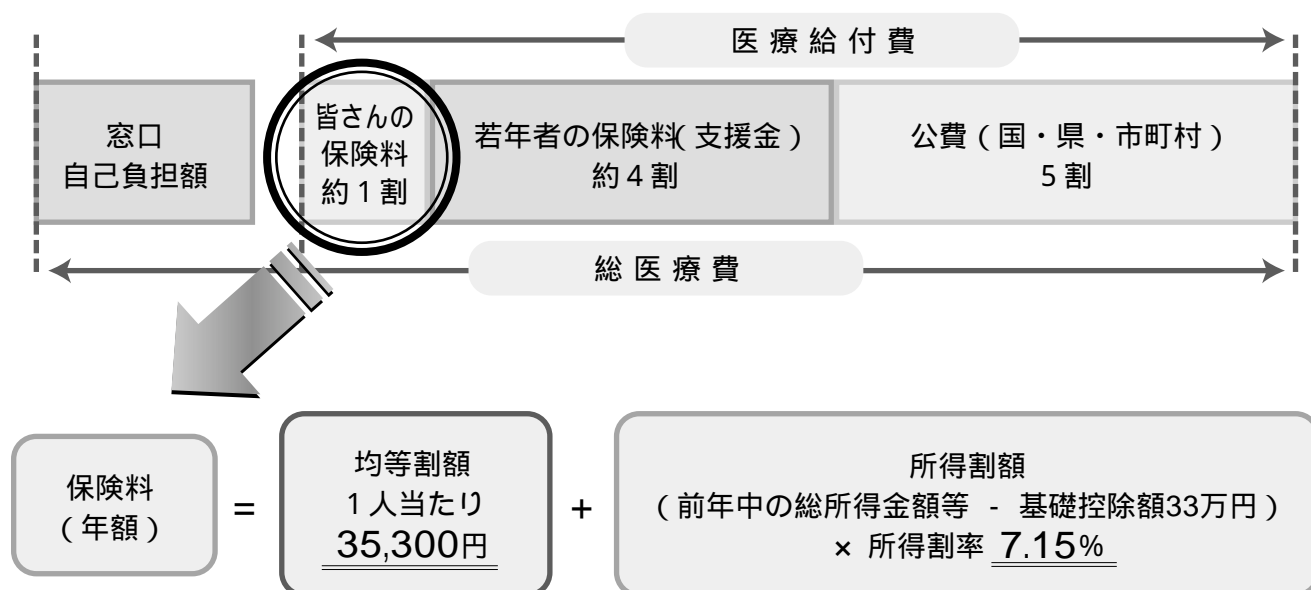 医療給付費
窓口
自己負担額
皆さんの
保険料
約1割
若年者の保険料(支援金)
約4割
公費(国・県・市町村)
5割
総医療費
保険料
(年額)
=
均等割額
1人当たり
35,300円
+
所得割額
(前年中の総所得金額等 - 基礎控除額33万円)
× 所得割率 7.15%